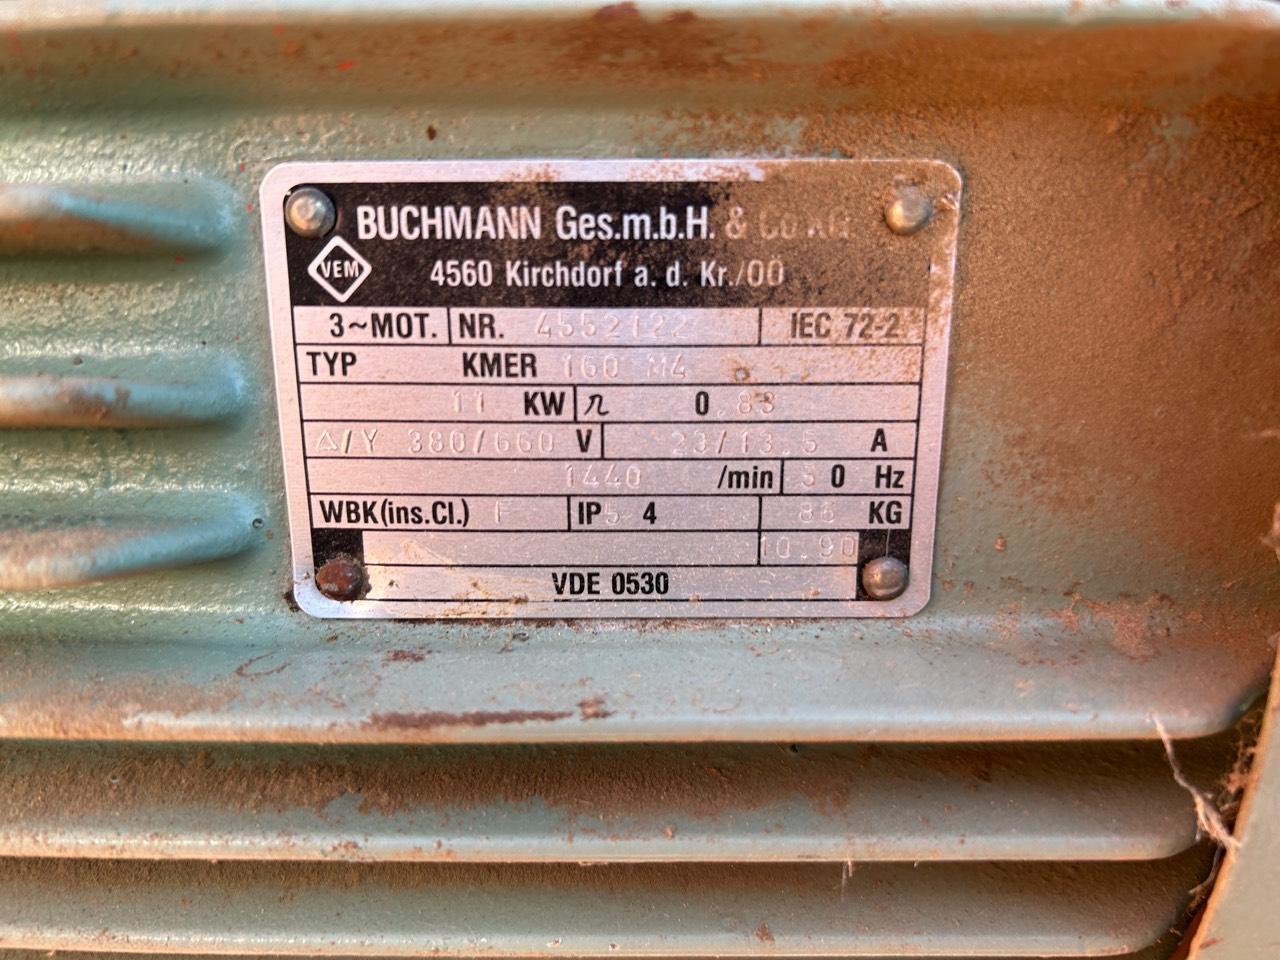 BUCHMANN Ges.m.b.H. & Co KG
VEM
4560 Kirchdorf a. d. Kr./OÖ
3~MOT. NR. 4552122 IEC 72-2
TYP KMER 160 M4
11 KW η 0.83
△/Y 380/660 V 23/13.5 A
1440 /min 50 Hz
WBK(ins.Cl.) F IP54 86 KG
10.90
VDE 0530